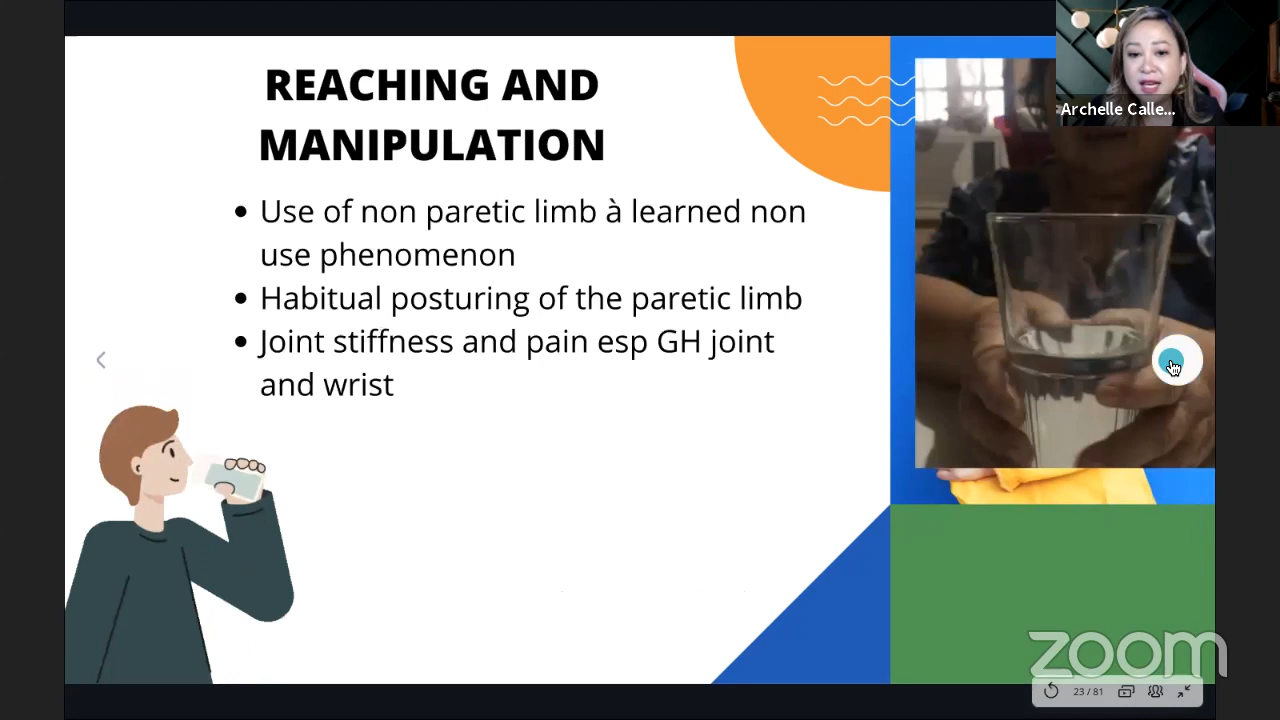 REACHING AND
MANIPULATION
• Use of non paretic limb à learned non
use phenomenon
• Habitual posturing of the paretic limb
• Joint stiffness and pain esp GH joint
and wrist
Archelle Calle...
zoom
23 / 81